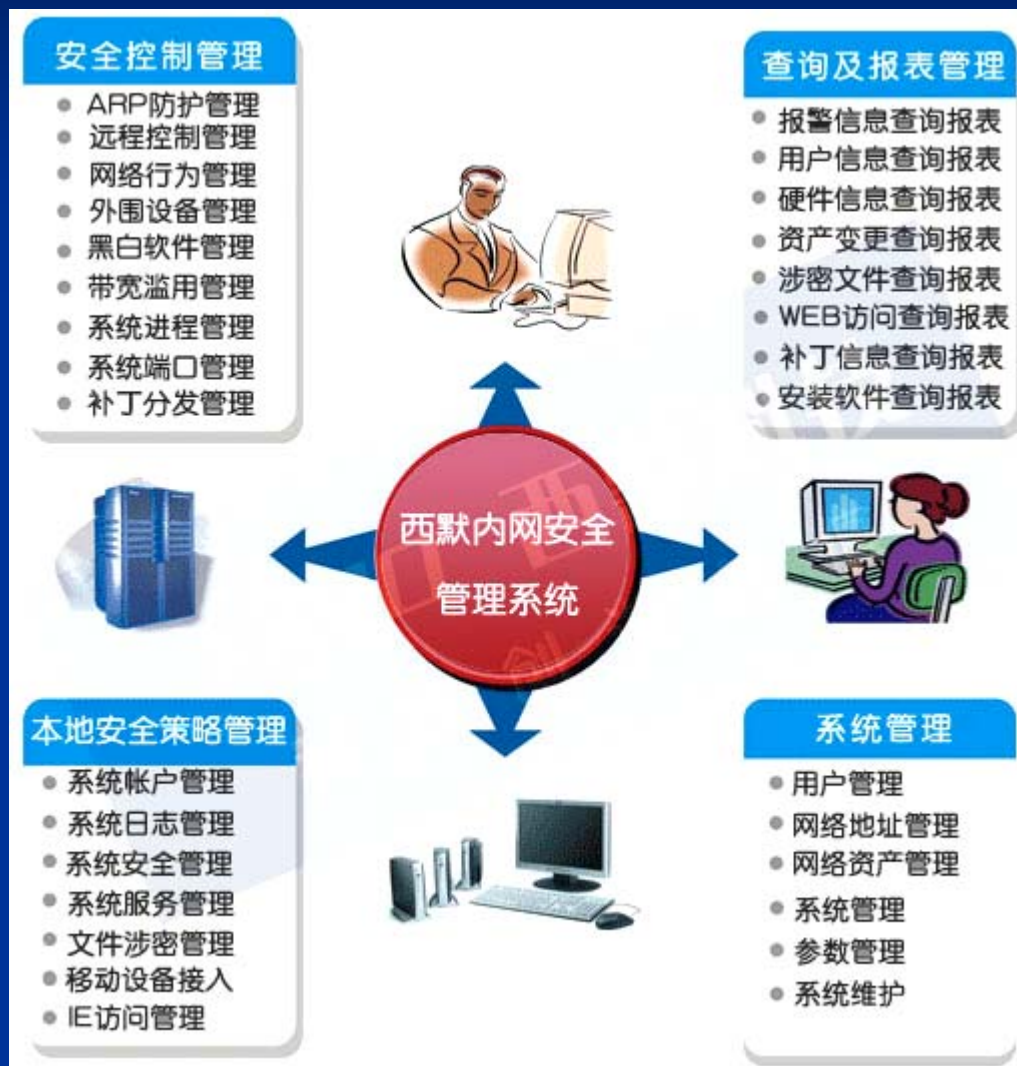 安全控制管理
ARP防护管理
远程控制管理
网络行为管理
外围设备管理
黑白软件管理
带宽滥用管理
系统进程管理
系统端口管理
补丁分发管理
查询及报表管理
报警信息查询报表
用户信息查询报表
硬件信息查询报表
资产变更查询报表
涉密文件查询报表
WEB访问查询报表
补丁信息查询报表
安装软件查询报表
西默内网安全
管理系统
本地安全策略管理
系统帐户管理
系统日志管理
系统安全管理
系统服务管理
文件涉密管理
移动设备接入
IE访问管理
系统管理
用户管理
网络地址管理
网络资产管理
系统管理
参数管理
系统维护